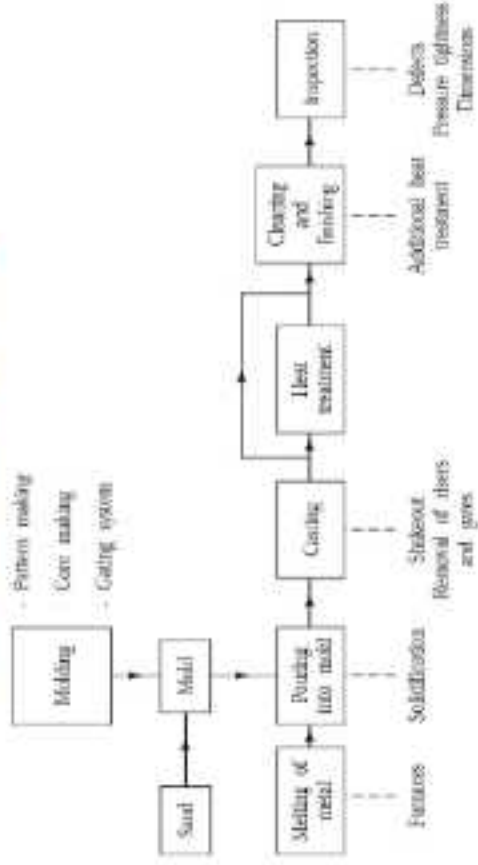 - Pattern making
Core making
- Gating system
Molding
Sand
Mold
Melting of
metal
Pouring
into mold
Casting
Heat
treatment
Cleaning
and
finishing
Inspection
Furnaces
Solidification
Shakeout
Removal of risers
and gates
Additional heat
treatment
Defects
Pressure tightness
Dimensions